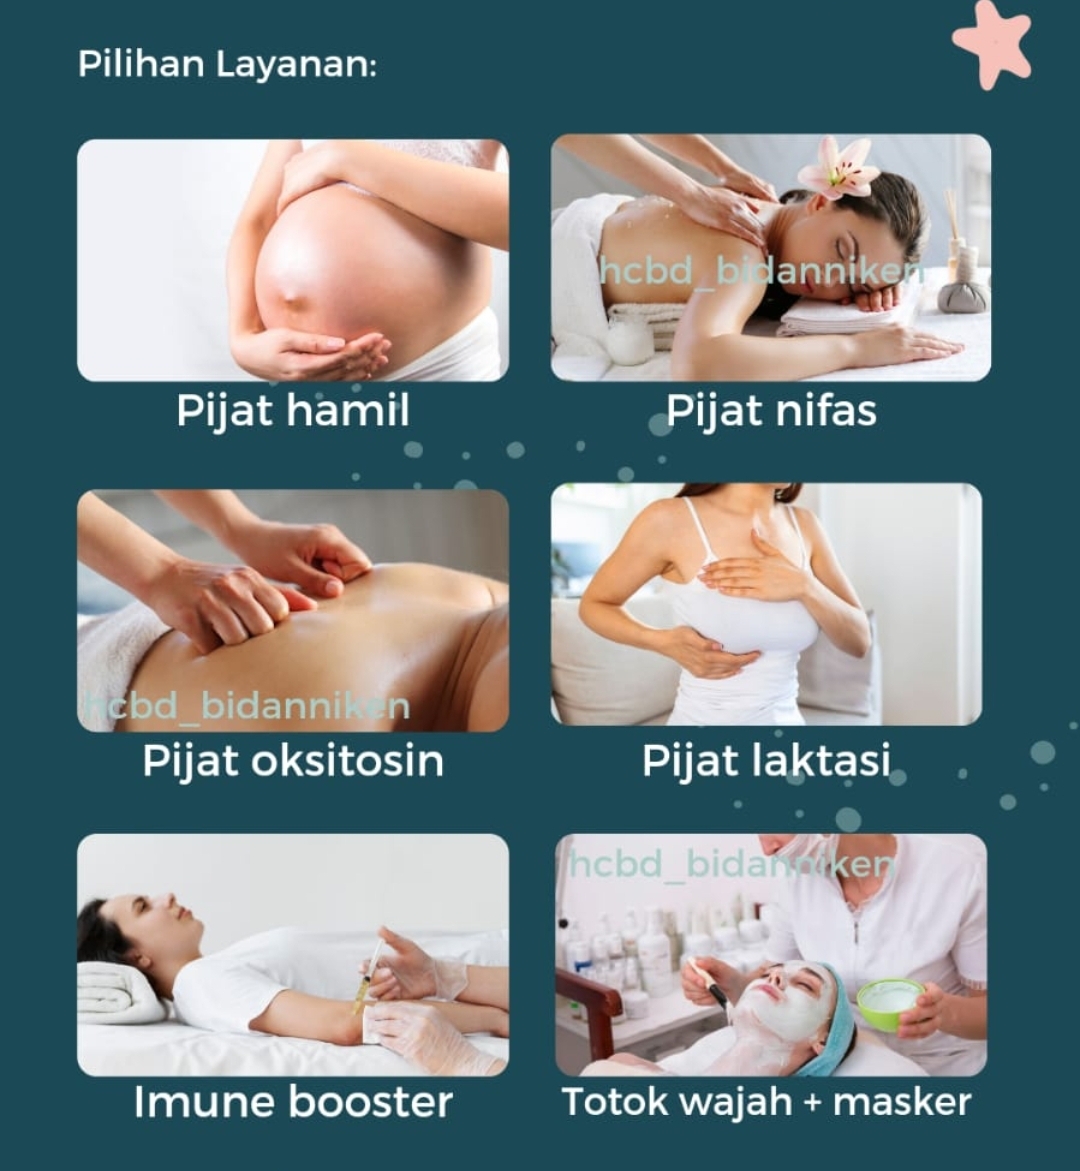 Pilihan Layanan:
hcbd_bidanniken
Pijat hamil
Pijat nifas
hcbd_bidanniken
Pijat oksitosin
Pijat laktasi
hcbd_bidanniken
Imune booster
Totok wajah + masker